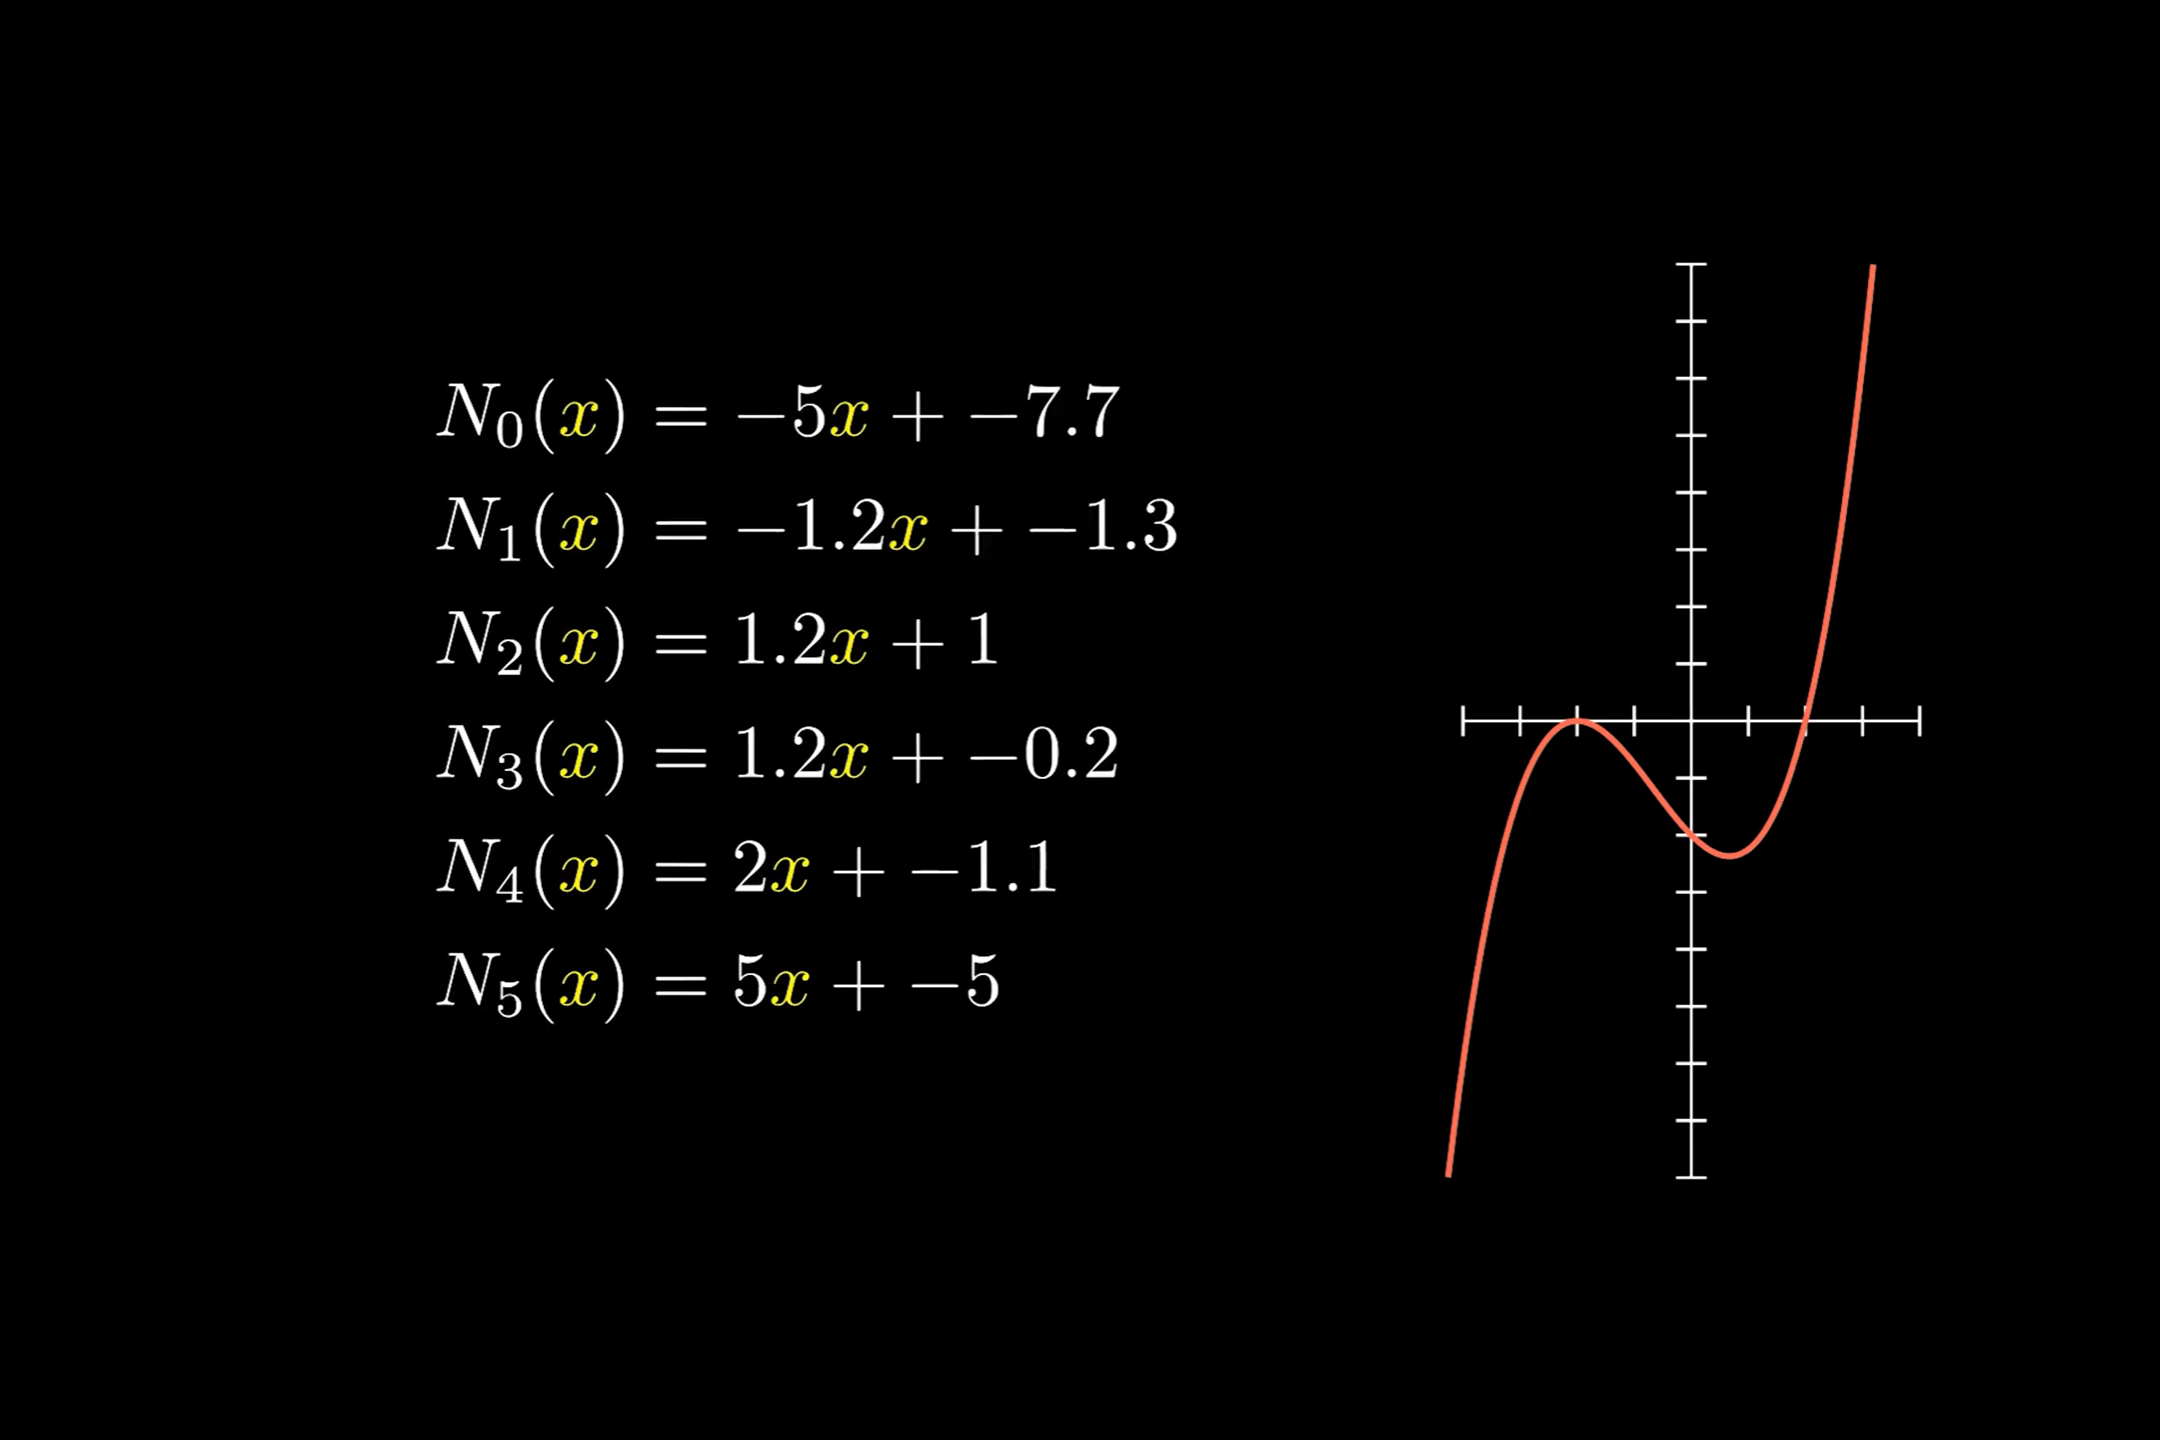 N₀(x) = −5x + −7.7
N₁(x) = −1.2x + −1.3
N₂(x) = 1.2x + 1
N₃(x) = 1.2x + −0.2
N₄(x) = 2x + −1.1
N₅(x) = 5x + −5